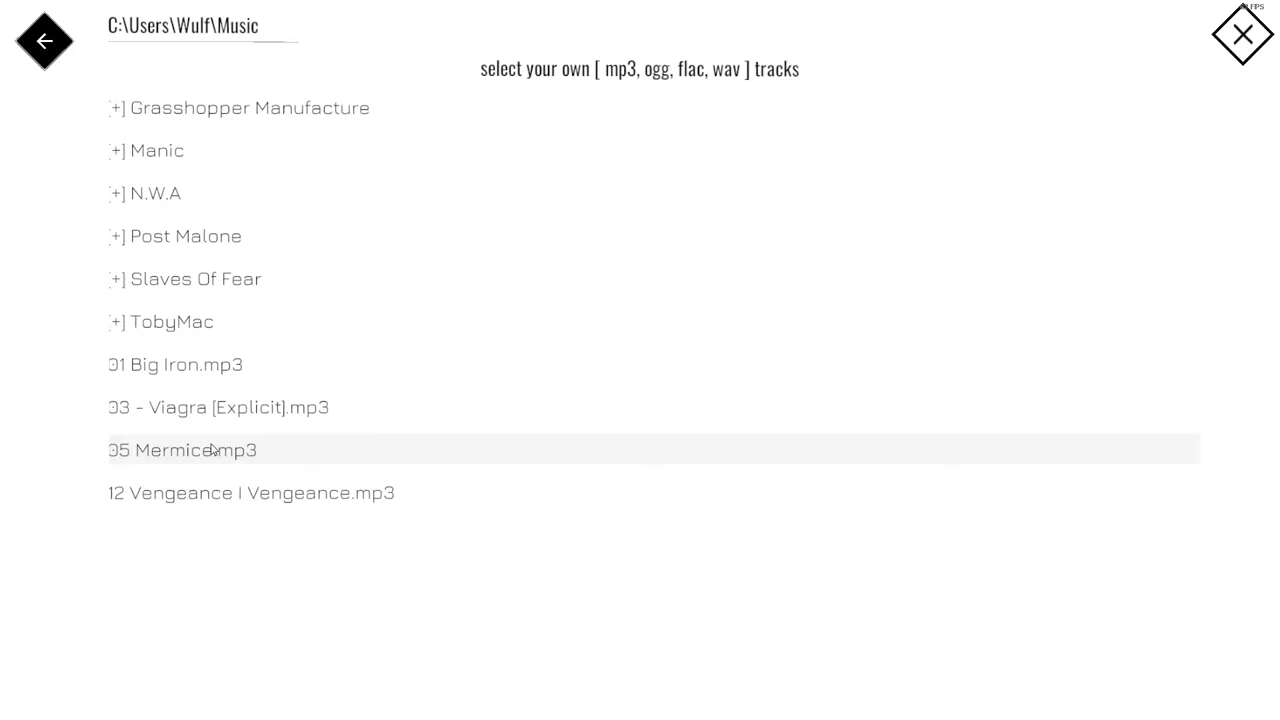 C:\Users\Wulf\Music
select your own [ mp3, ogg, flac, wav ] tracks
[+] Grasshopper Manufacture
[+] Manic
[+] N.W.A
[+] Post Malone
[+] Slaves Of Fear
[+] TobyMac
01 Big Iron.mp3
03 - Viagra [Explicit].mp3
05 Mermice.mp3
12 Vengeance | Vengeance.mp3
FPS